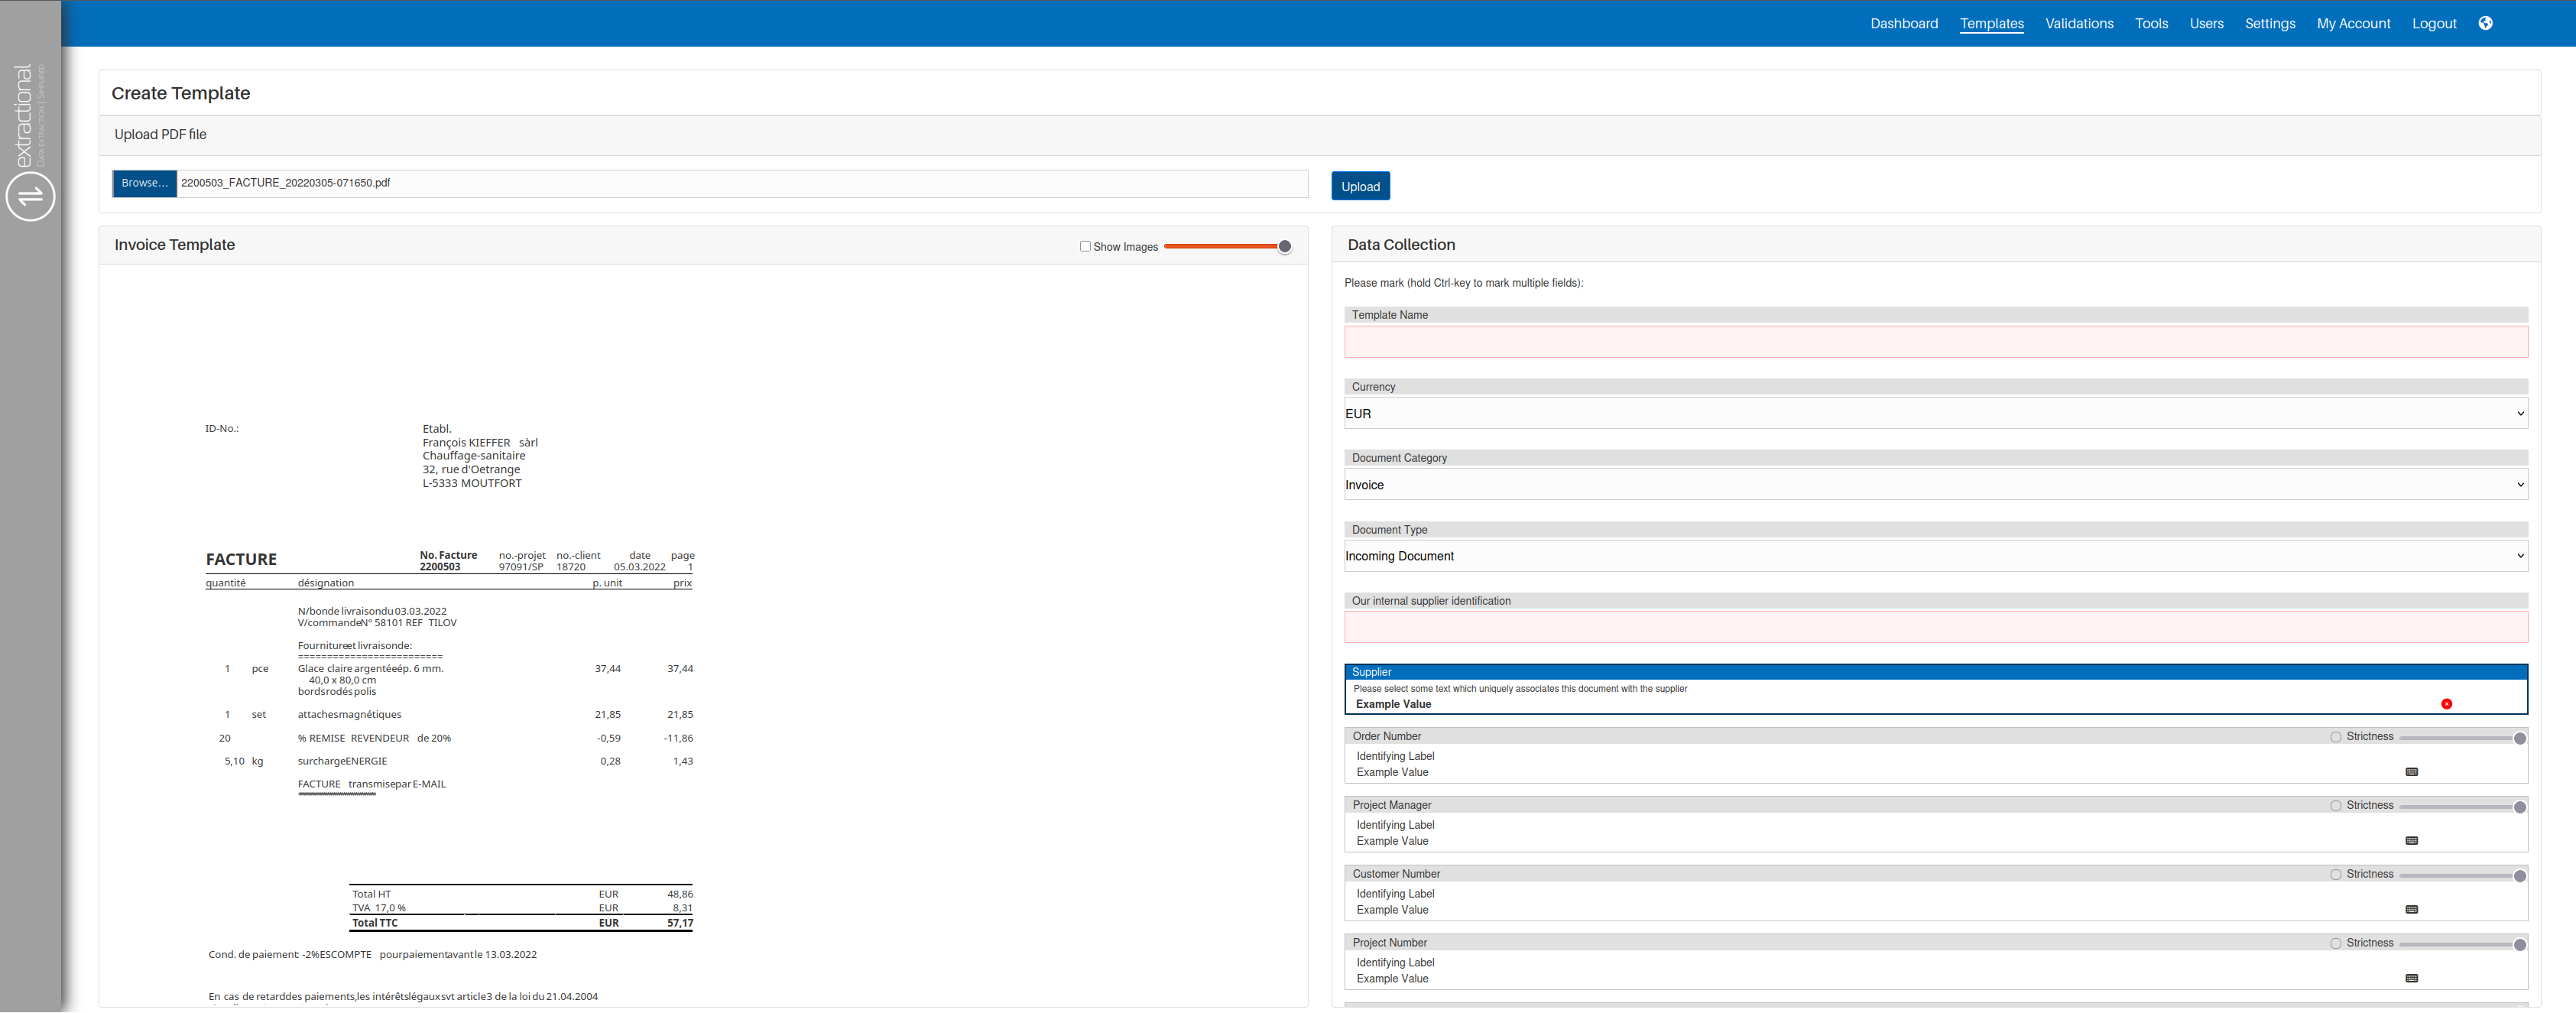 Dashboard Templates Validations Tools Users Settings My Account Logout
extractional
DATA EXTRACTION | SIMPLIFIED
Create Template
Upload PDF file
Browse... 2200503_FACTURE_20220305-071650.pdf
Upload
Invoice Template
Show Images
ID-No.:
Etabl.
François KIEFFER sàrl
Chauffage-sanitaire
32, rue d'Oetrange
L-5333 MOUTFORT
FACTURE
No. Facture no.-projet no.-client date page
2200503 97091/SP 18720 05.03.2022 1
quantité désignation p. unit prix
N/bonde livraisondu 03.03.2022
V/commandeN° 58101 REF TILOV
Fournitureet livraisonde:
=========================
1 pce Glace claire argentéeép. 6 mm. 37,44 37,44
40,0 x 80,0 cm
bordsrodés polis
1 set attachesmagnétiques 21,85 21,85
20 % REMISE REVENDEUR de 20% -0,59 -11,86
5,10 kg surchargeENERGIE 0,28 1,43
FACTURE transmisepar E-MAIL
Total HT EUR 48,86
TVA 17,0 % EUR 8,31
Total TTC EUR 57,17
Cond. de paiement: -2%ESCOMPTE pourpaiementavant le 13.03.2022
En cas de retarddes paiements,les intérêtslégauxsvt article3 de la loi du 21.04.2004
Data Collection
Please mark (hold Ctrl-key to mark multiple fields):
Template Name
Currency
EUR
Document Category
Invoice
Document Type
Incoming Document
Our internal supplier identification
Supplier
Please select some text which uniquely associates this document with the supplier
Example Value
Order Number Strictness
Identifying Label
Example Value
Project Manager Strictness
Identifying Label
Example Value
Customer Number Strictness
Identifying Label
Example Value
Project Number Strictness
Identifying Label
Example Value